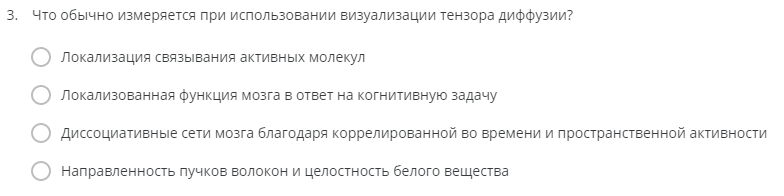 3. Что обычно измеряется при использовании визуализации тензора диффузии?
Локализация связывания активных молекул
Локализованная функция мозга в ответ на когнитивную задачу
Диссоциативные сети мозга благодаря коррелированной во времени и пространственной активности
Направленность пучков волокон и целостность белого вещества